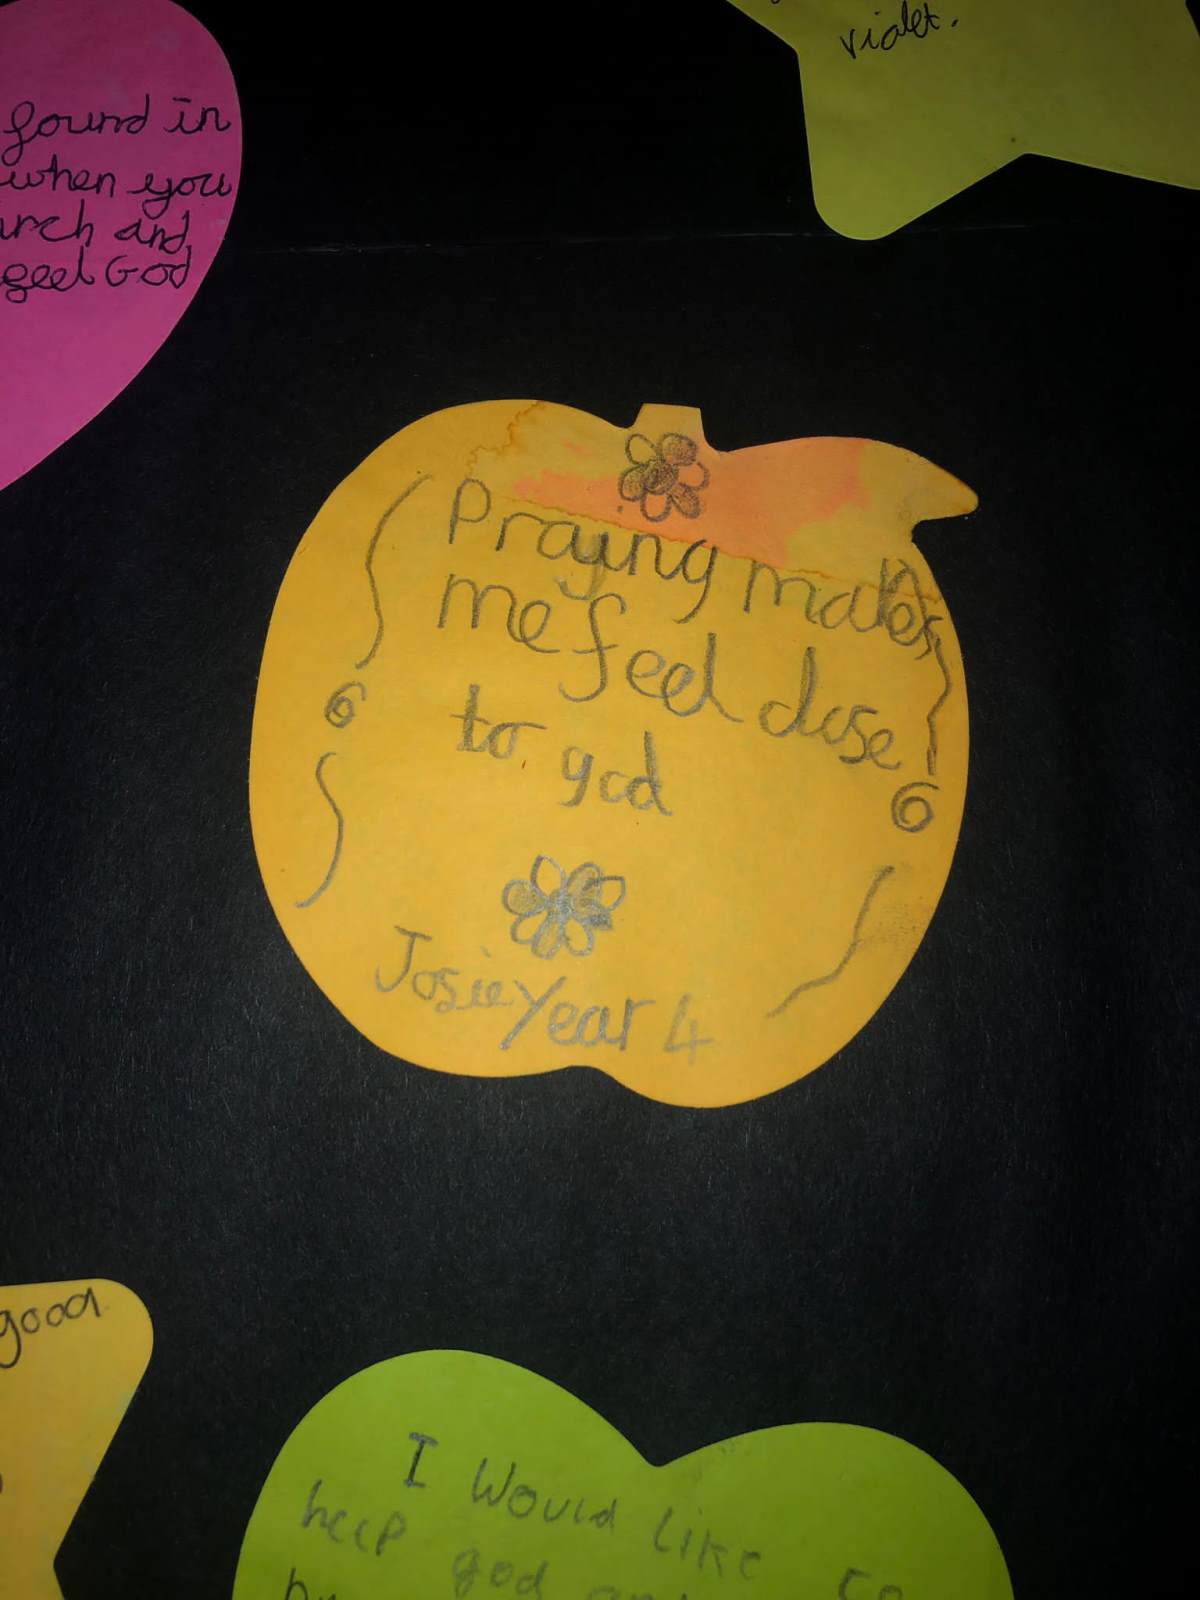 violet.
found in
when you
arch and
feel God
Praying makes
me feel close
to god
Josie Year 4
good
I Would like to
help god